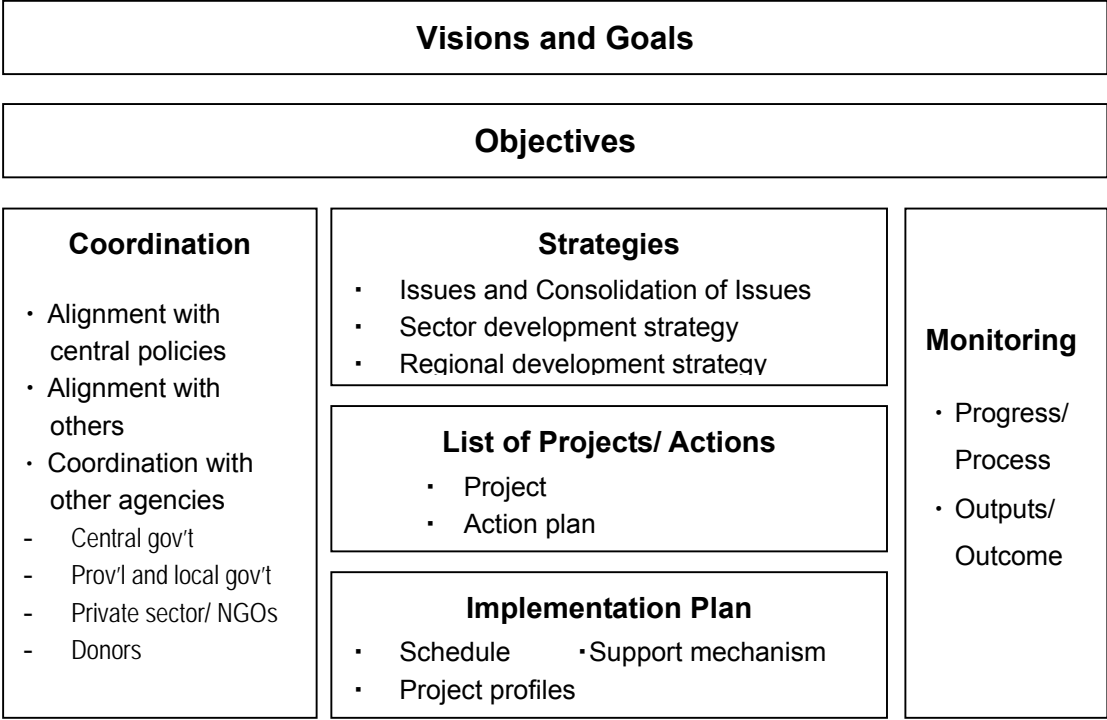 Visions and Goals
Objectives
Coordination
・Alignment with
central policies
・Alignment with
others
・Coordination with
other agencies
- Central gov't
- Prov'l and local gov't
- Private sector/ NGOs
- Donors
Strategies
・ Issues and Consolidation of Issues
・ Sector development strategy
・ Regional development strategy
List of Projects/ Actions
・ Project
・ Action plan
Implementation Plan
・ Schedule ・Support mechanism
・ Project profiles
Monitoring
・Progress/
Process
・Outputs/
Outcome